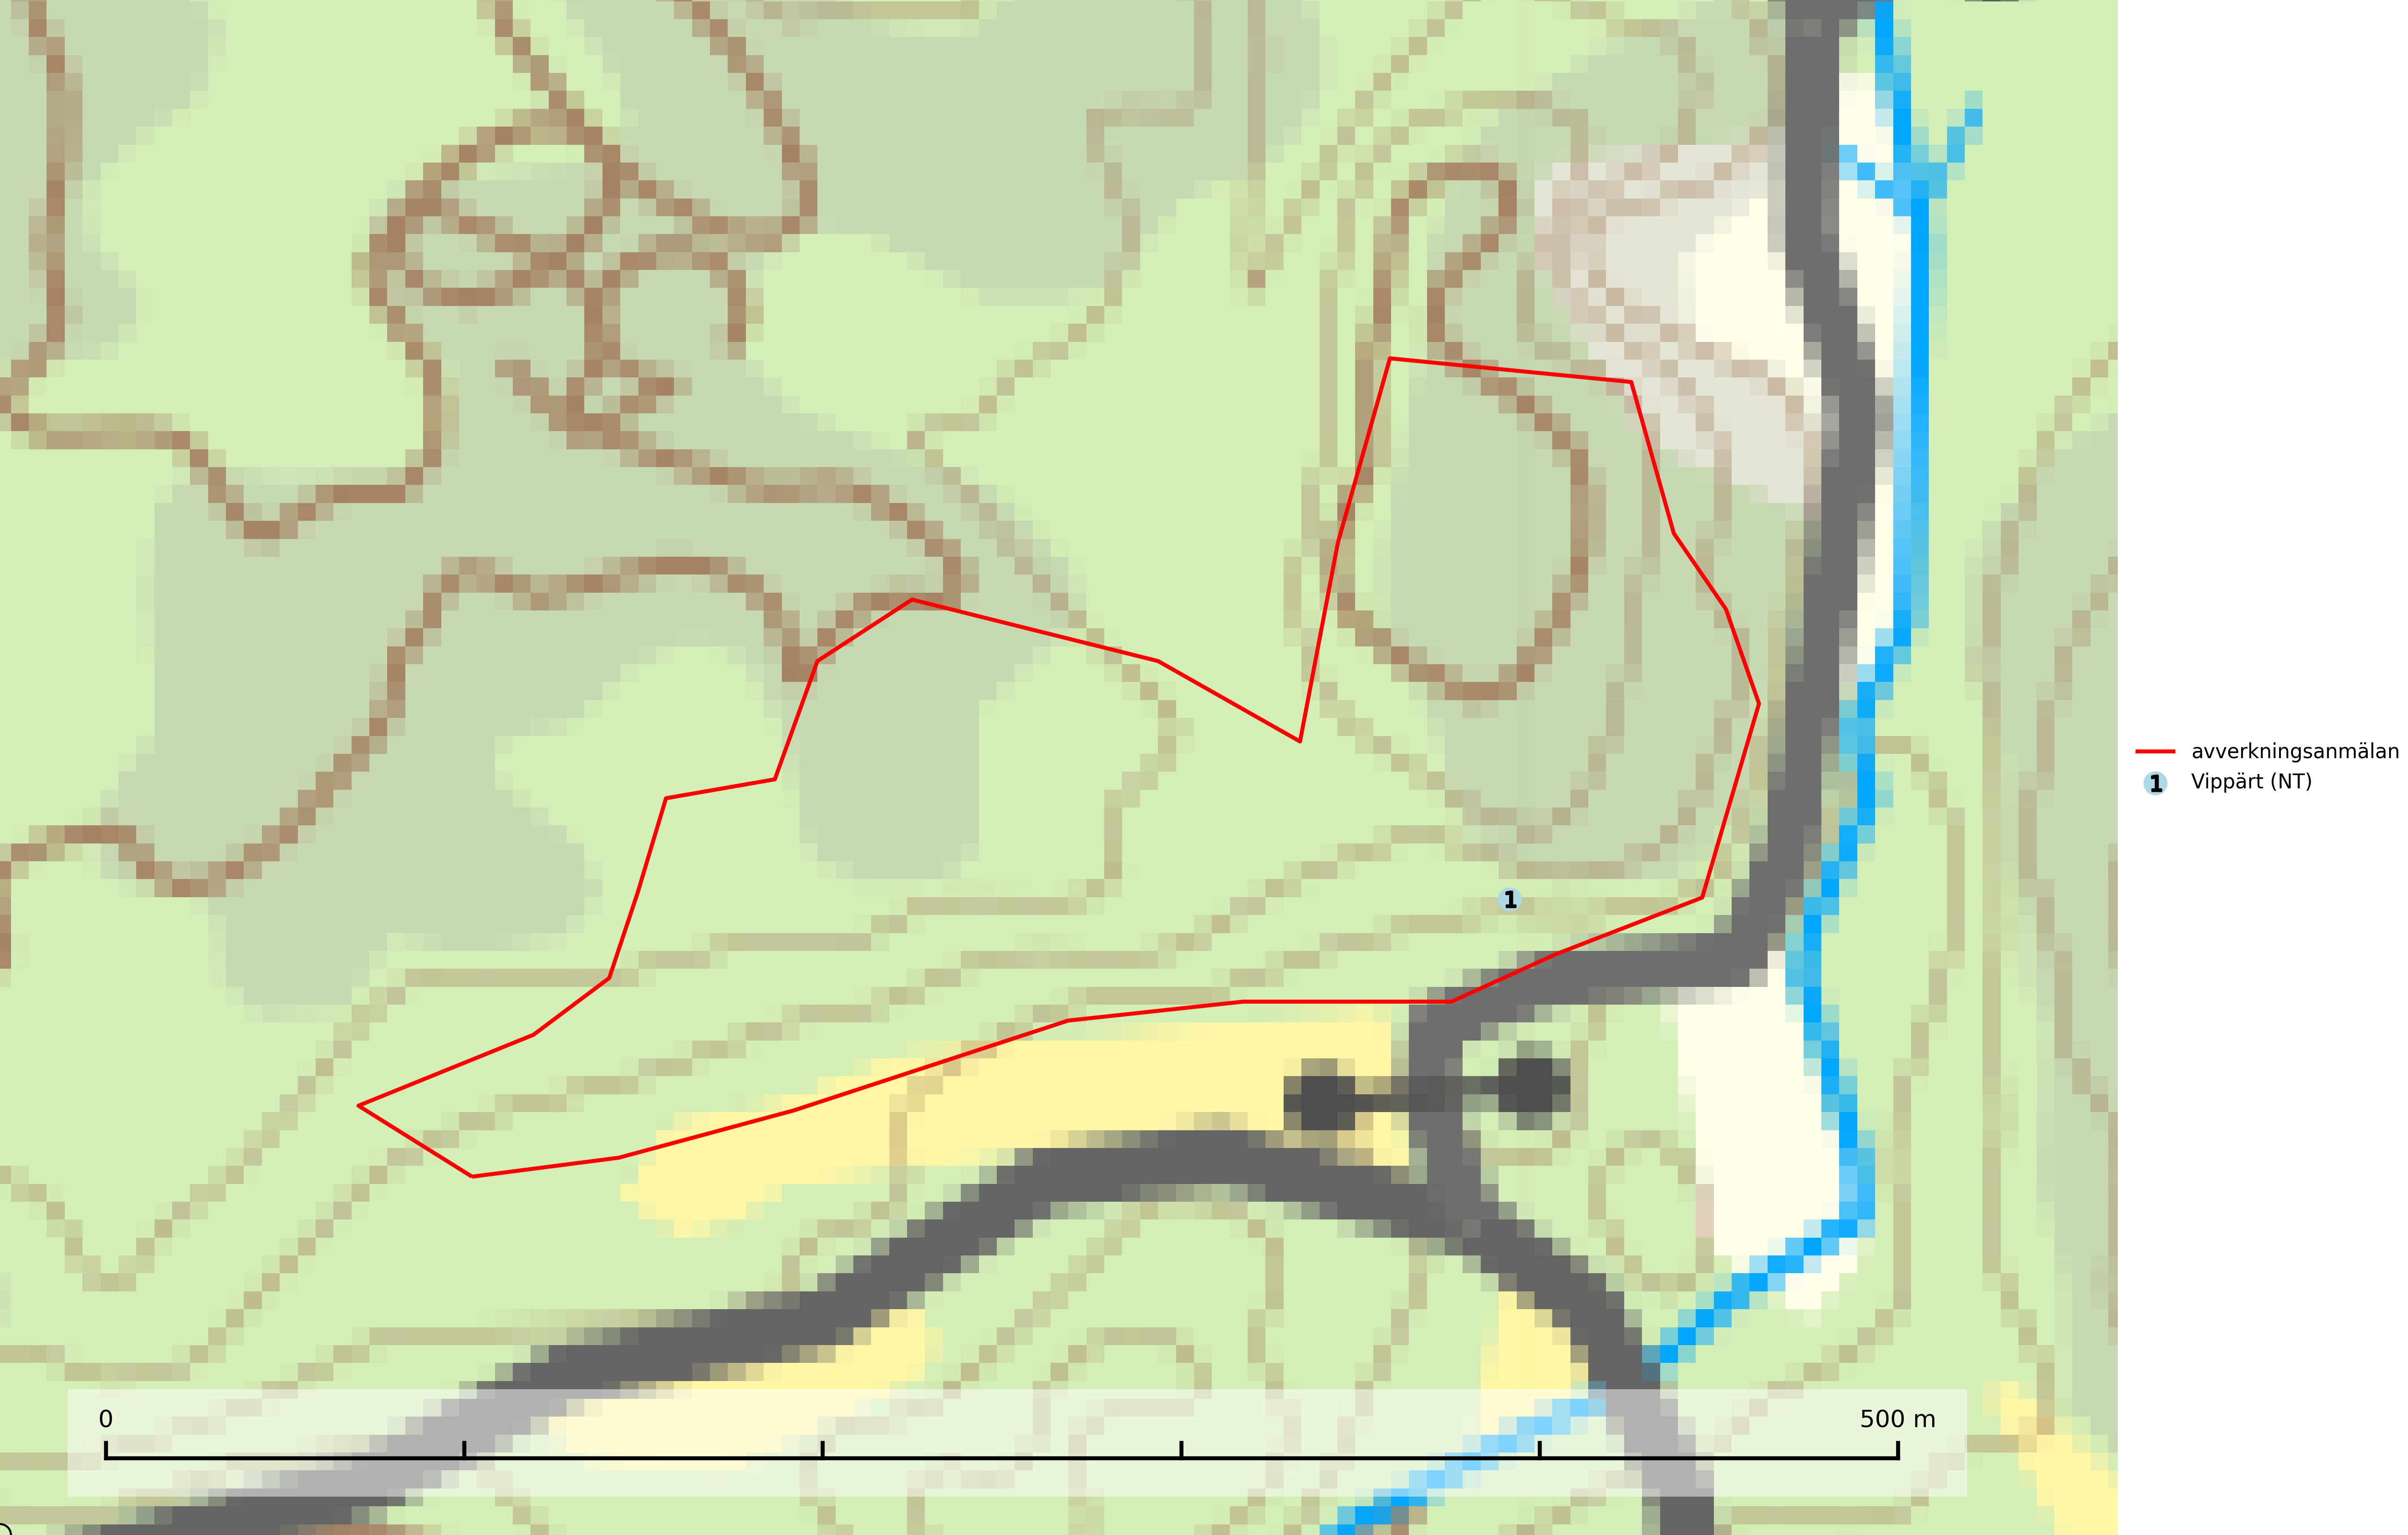 avverkningsanmälan
1 Vippärt (NT)
1
0 500 m